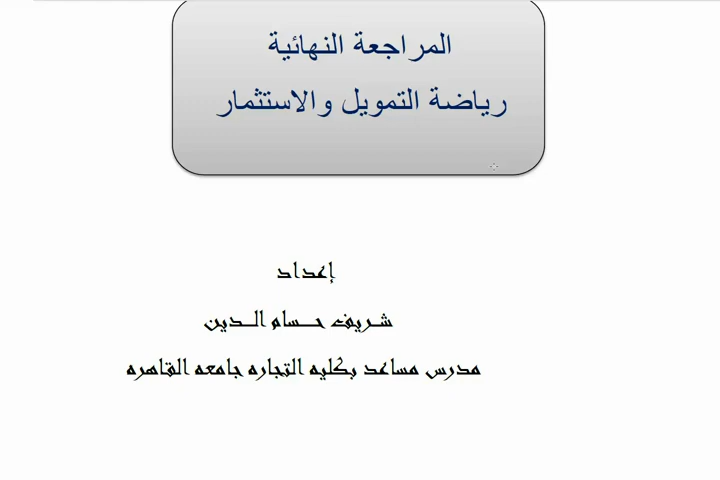 المراجعة النهائية
رياضة التمويل والاستثمار
إعداد
شريف حسام الدين
مدرس مساعد بكليه التجاره جامعه القاهره